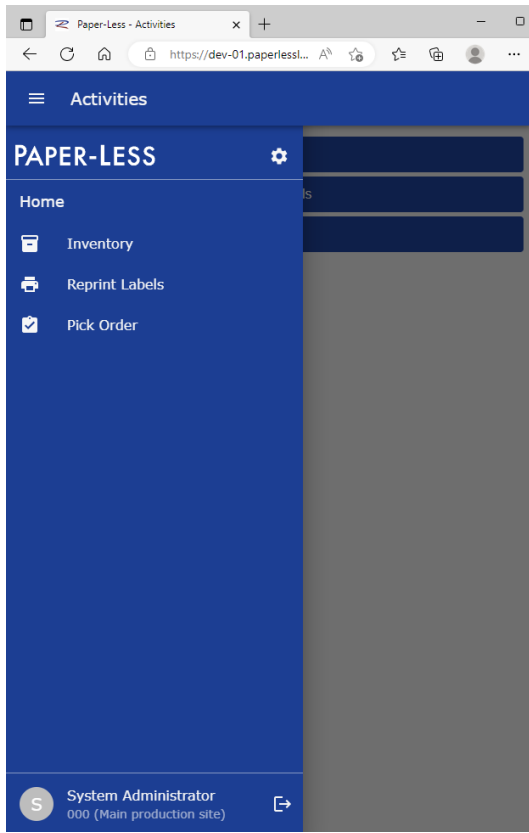 Paper-Less - Activities
https://dev-01.paperlessl...
Activities
PAPER-LESS
Home
ls
Inventory
Reprint Labels
Pick Order
S
System Administrator
000 (Main production site)